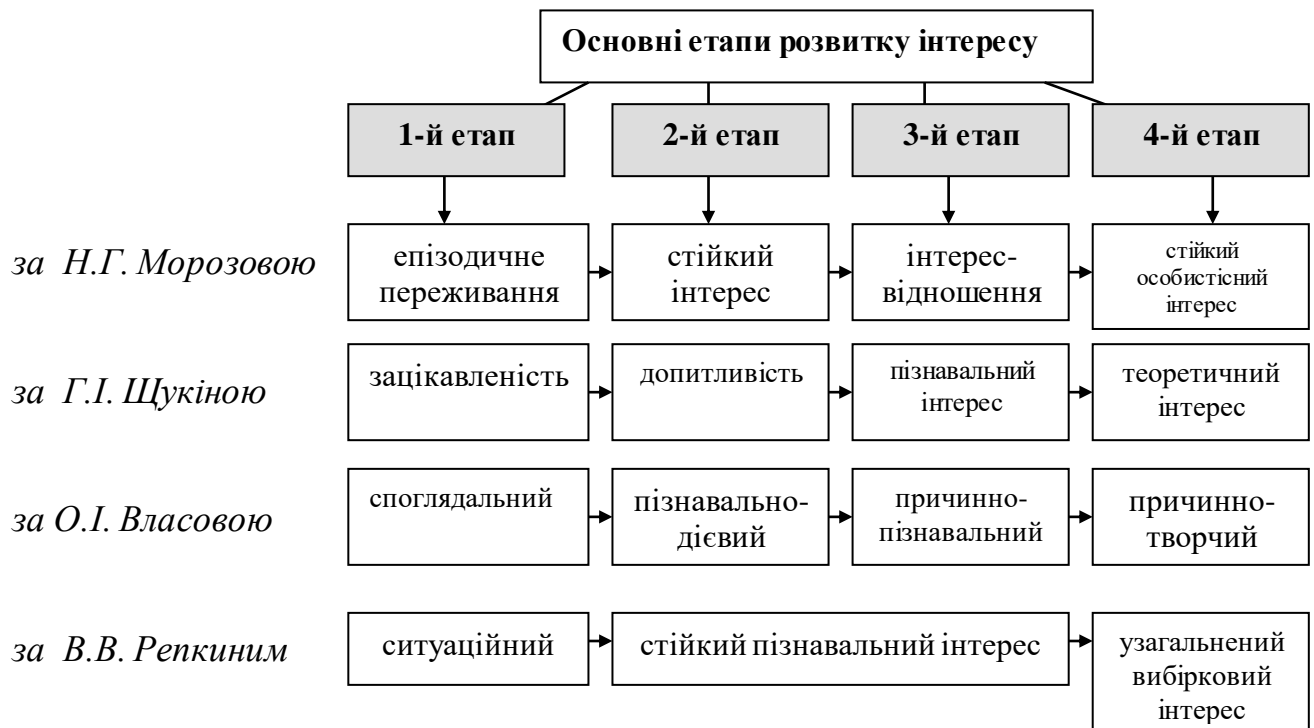 Основні етапи розвитку інтересу
1-й етап
2-й етап
3-й етап
4-й етап
за Н.Г. Морозовою
епізодичне
переживання
стійкий
інтерес
інтерес-
відношення
стійкий
особистісний
інтерес
за Г.І. Щукіною
зацікавленість
допитливість
пізнавальний
інтерес
теоретичний
інтерес
за О.І. Власовою
споглядальний
пізнавально-
дієвий
причинно-
пізнавальний
причинно-
творчий
за В.В. Репкиним
ситуаційний
стійкий пізнавальний інтерес
узагальнений
вибірковий
інтерес